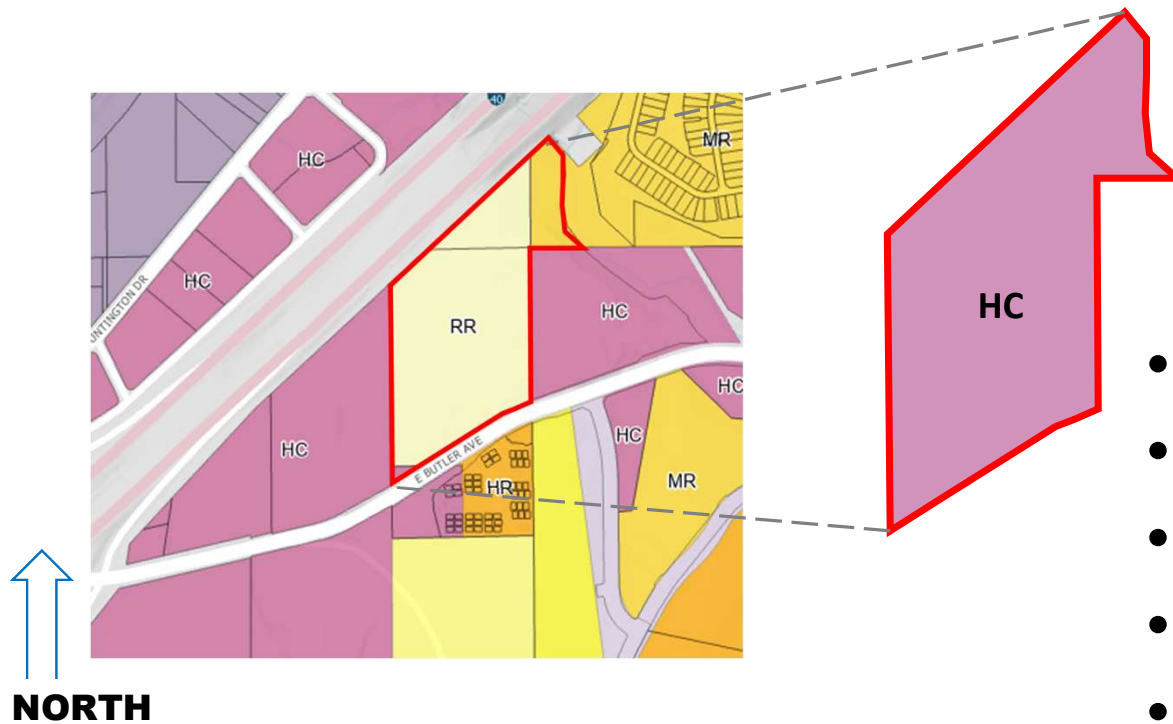 40
MR
HC
HC
HC
RR
HC
UNTINGTON DR
HC
HC
HC
E BUTLER AVE
HR
MR
NORTH
•
•
•
•
•